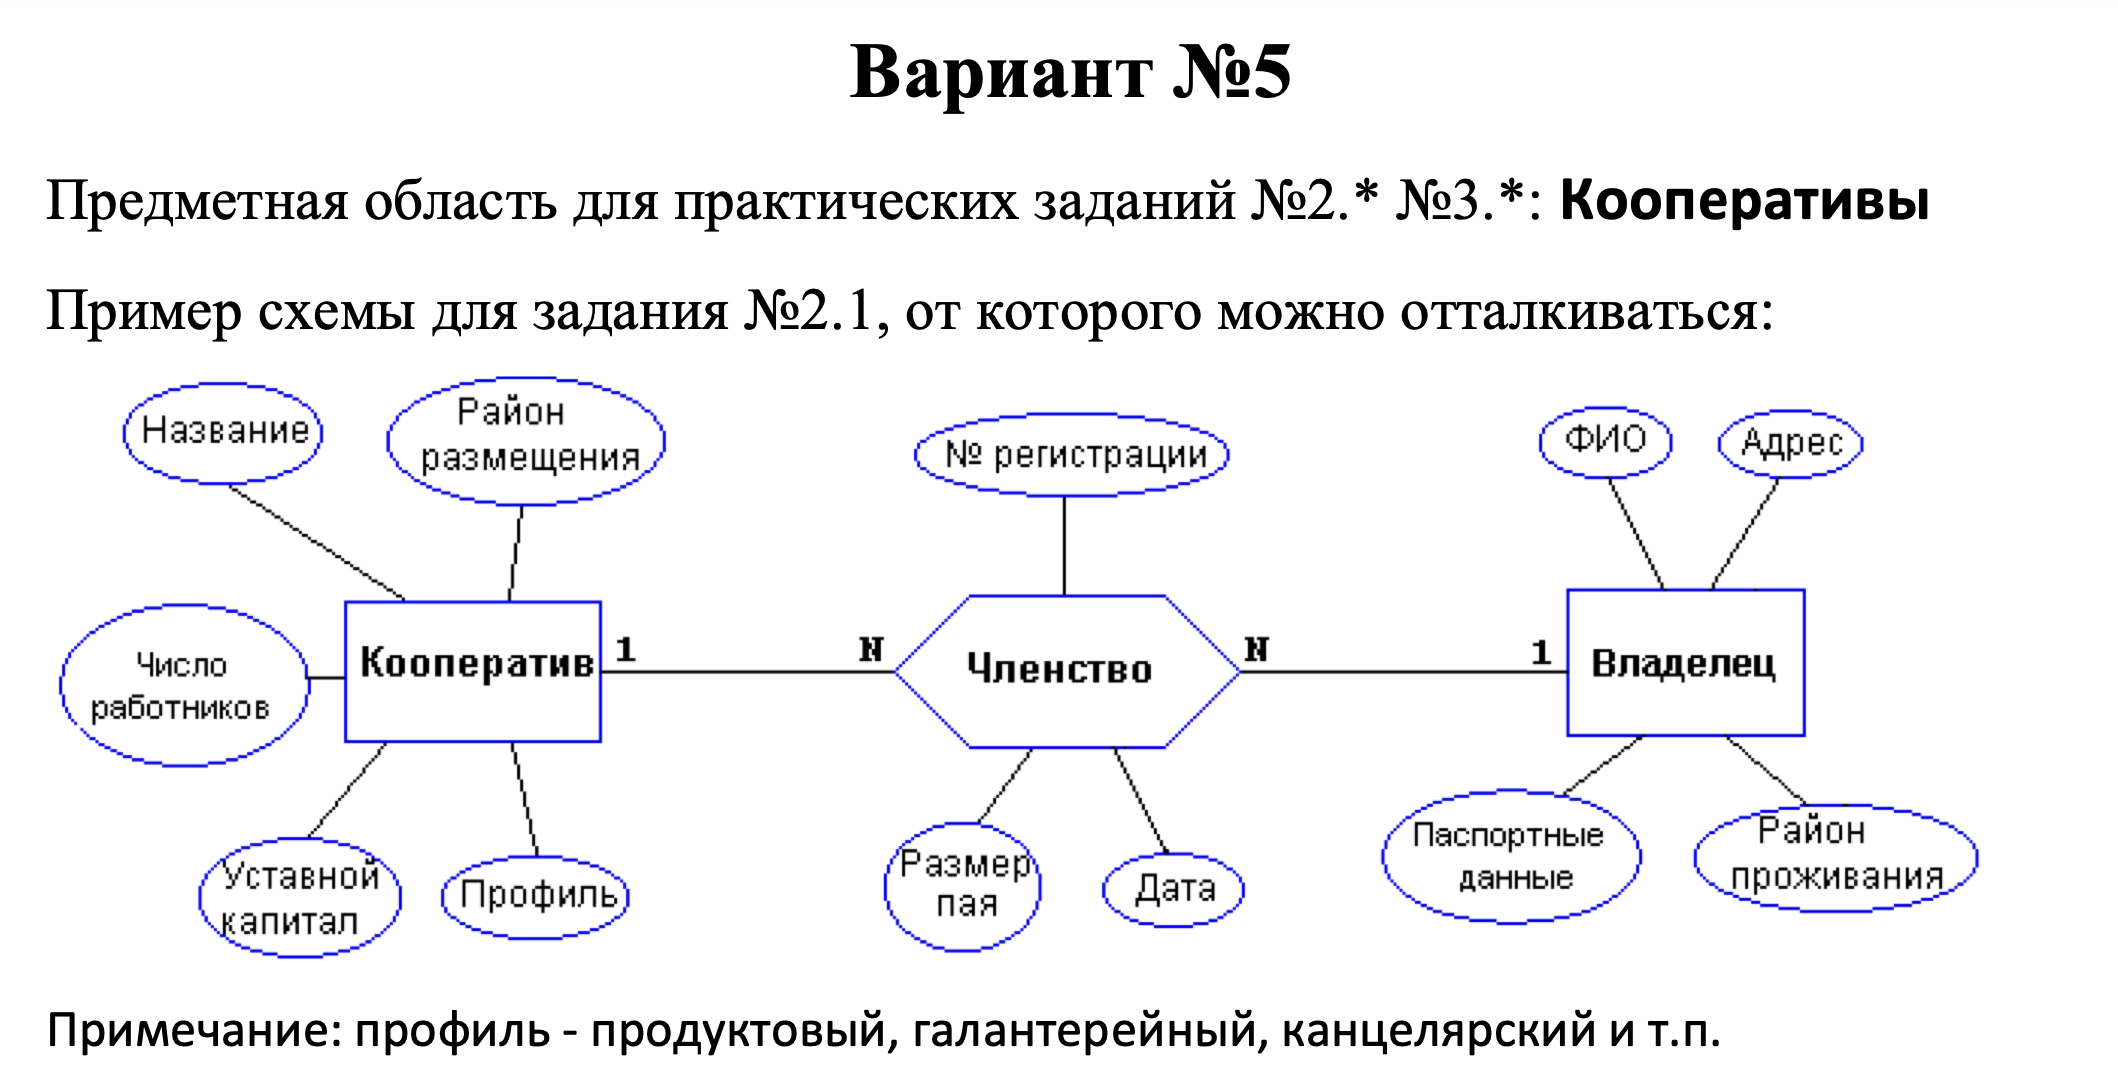 Вариант №5
Предметная область для практических заданий №2.* №3.*: Кооперативы
Пример схемы для задания №2.1, от которого можно отталкиваться:
Название
Район
размещения
№ регистрации
ФИО
Адрес
Число
работников
Кооператив
1
N
Членство
N
1
Владелец
Уставной
капитал
Профиль
Размер
пая
Дата
Паспортные
данные
Район
проживания
Примечание: профиль - продуктовый, галантерейный, канцелярский и т.п.